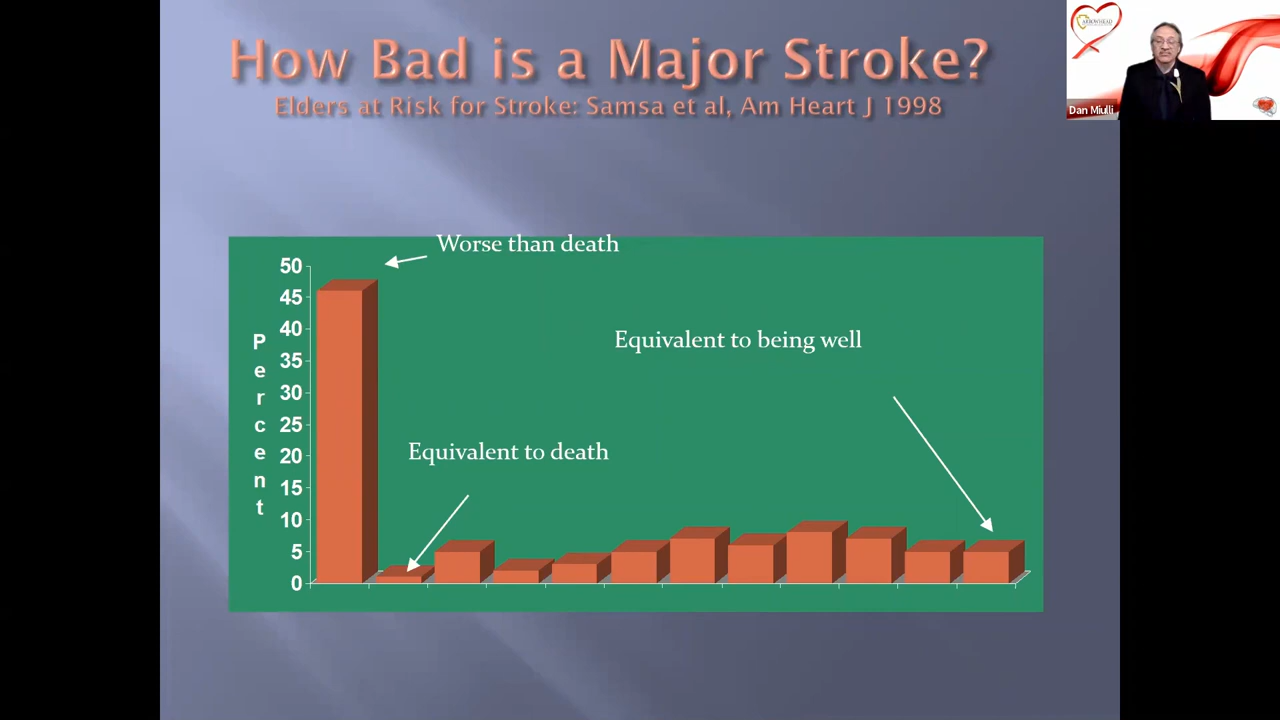 How Bad is a Major Stroke?
Elders at Risk for Stroke: Samsa et al, Am Heart J 1998
ARROWHEAD
Dan Miulli
Worse than death
Equivalent to being well
Equivalent to death
Percent
50
45
40
35
30
25
20
15
10
5
0